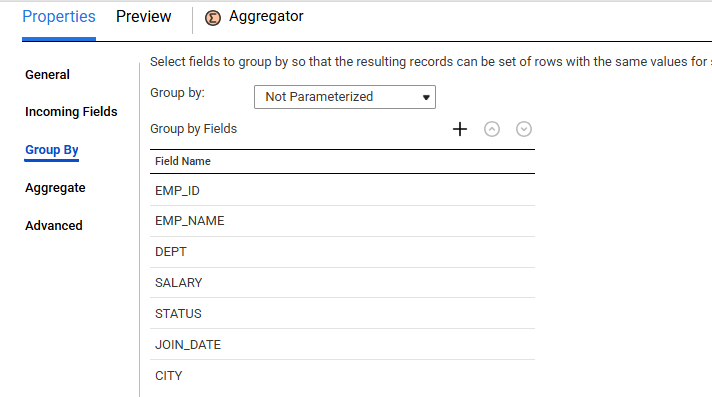 Properties Preview Aggregator
Select fields to group by so that the resulting records can be set of rows with the same values for
General
Group by: Not Parameterized
Incoming Fields
Group by Fields
Group By
Field Name
Aggregate
EMP_ID
Advanced
EMP_NAME
DEPT
SALARY
STATUS
JOIN_DATE
CITY